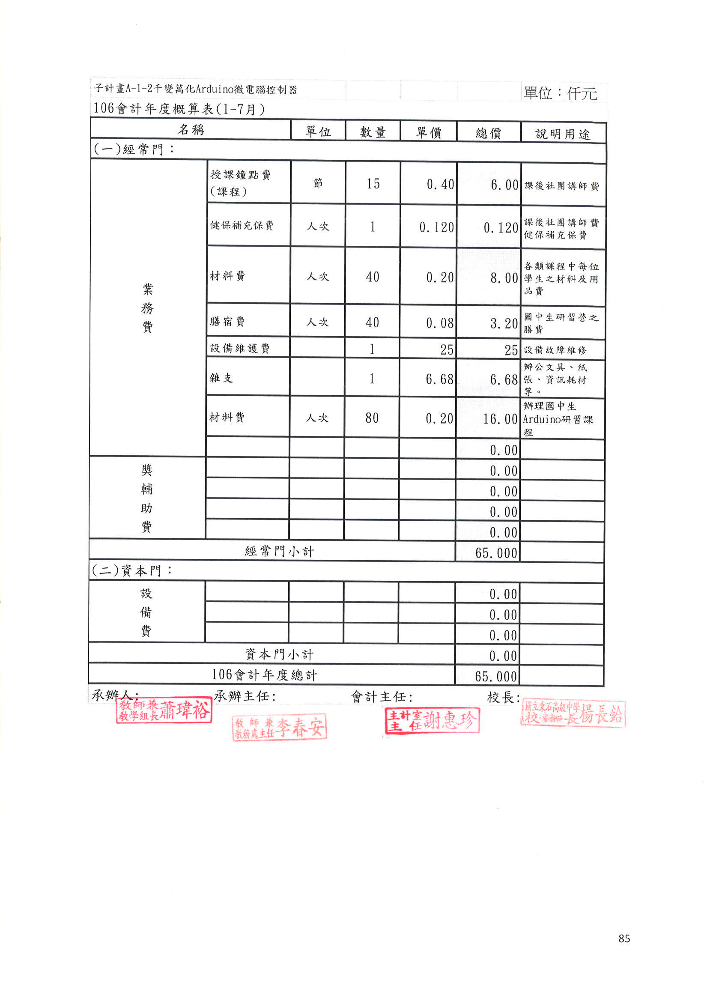 子計畫A-1-2千變萬化Arduino微電腦控制器
單位：仟元
106會計年度概算表(1-7月)
名稱 單位 數量 單價 總價 說明用途
(一)經常門：
業務費
授課鐘點費
(課程)
節 15 0.40 6.00 課後社團講師費
健保補充保費 人次 1 0.120 0.120 課後社團講師費
健保補充保費
材料費 人次 40 0.20 8.00 各類課程中每位
學生之材料及用
品費
膳宿費 人次 40 0.08 3.20 國中生研習營之
膳費
設備維護費 1 25 25 設備故障維修
雜支 1 6.68 6.68 辦公文具、紙
張、資訊耗材
等。
材料費 人次 80 0.20 16.00 辦理國中生
Arduino研習課
程
0.00
獎輔助費
0.00
0.00
0.00
0.00
經常門小計 65.000
(二)資本門：
設備費
0.00
0.00
0.00
資本門小計 0.00
106會計年度總計 65.000
承辦人: 承辦主任: 會計主任: 校長:
教師兼
教學組長蕭瑋裕
教師兼
教務處主任李春安
主計室
主任謝惠珍
國立東石高級中學
校長楊長鈶
85